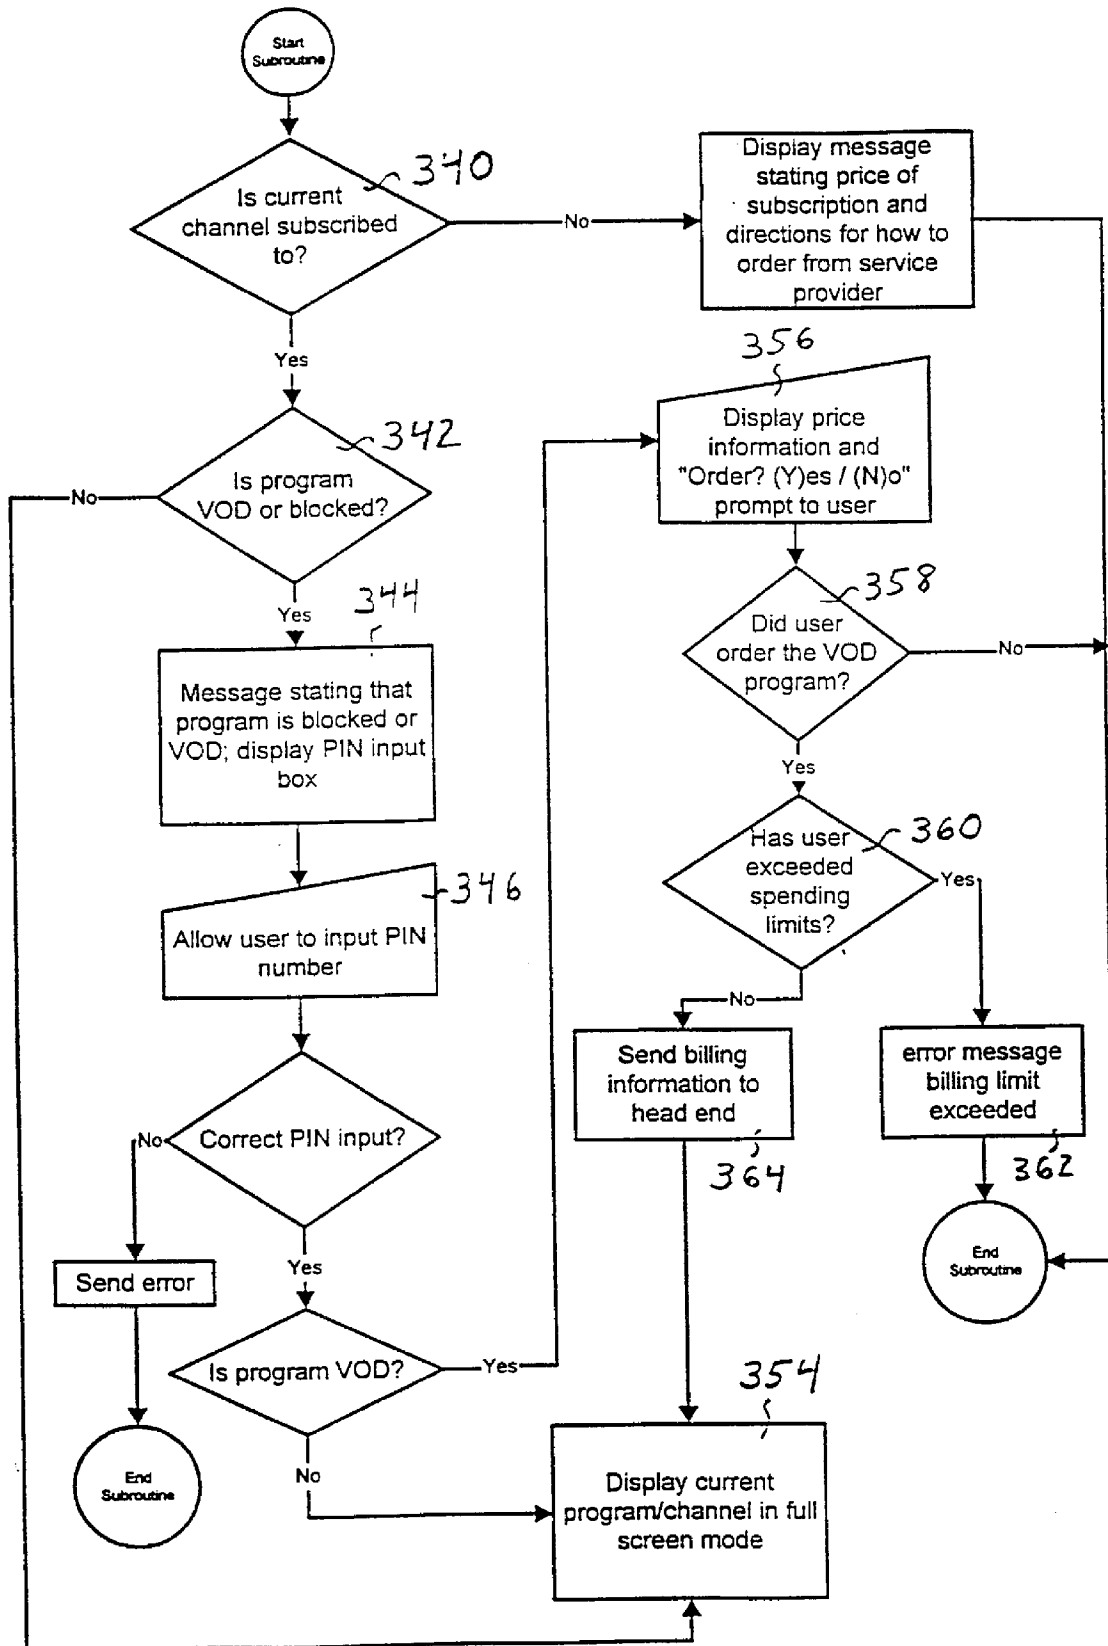 Start
Subroutine
340
Is current
channel subscribed
to?
No
Display message
stating price of
subscription and
directions for how to
order from service
provider
Yes
356
342
Is program
VOD or blocked?
No
Display price
information and
"Order? (Y)es / (N)o"
prompt to user
Yes
344
358
Did user
order the VOD
program?
No
Message stating that
program is blocked or
VOD; display PIN input
box
Yes
360
Has user
exceeded
spending
limits?
Yes
346
Allow user to input PIN
number
No
Send billing
information to
head end
error message
billing limit
exceeded
Correct PIN input?
No
364
362
End
Subroutine
Send error
Yes
Is program VOD?
Yes
354
End
Subroutine
No
Display current
program/channel in full
screen mode